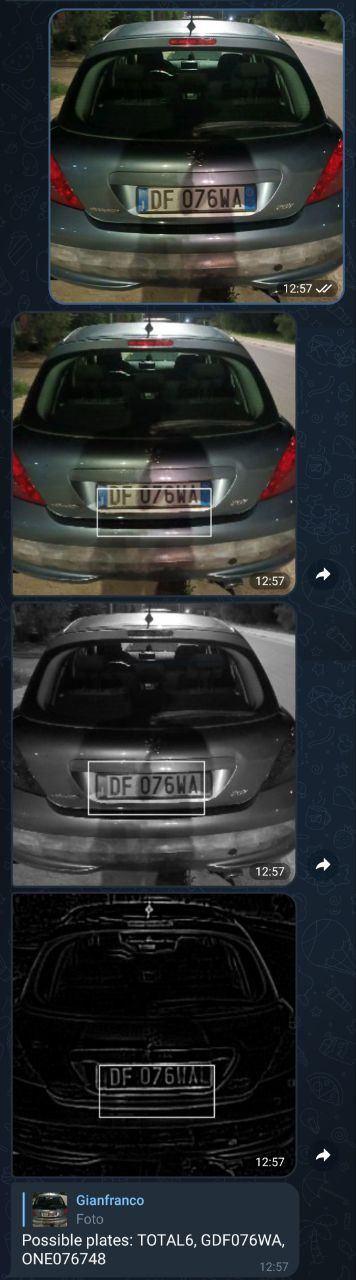 DF 076WA
12:57
DF 076WA
12:57
DF 076WA
12:57
DF 076WA
12:57
Gianfranco
Foto
Possible plates: TOTAL6, GDF076WA,
ONE076748
12:57